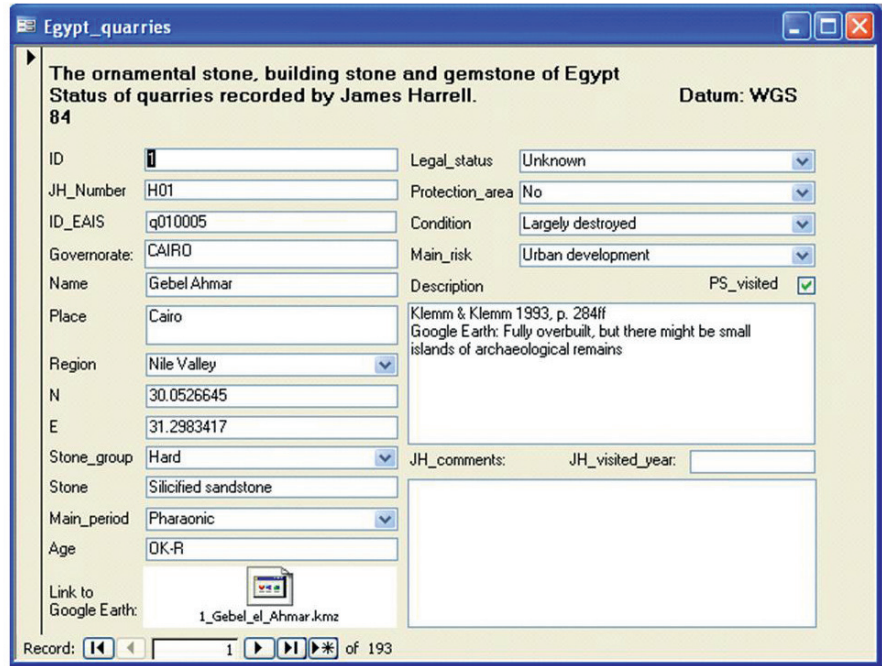 Egypt_quarries
The ornamental stone, building stone and gemstone of Egypt
Status of quarries recorded by James Harrell. Datum: WGS
84
ID 1
JH_Number H01
ID_EAIS q010005
Governorate: CAIRO
Name Gebel Ahmar
Place Cairo
Region Nile Valley
N 30.0526645
E 31.2983417
Stone_group Hard
Stone Silicified sandstone
Main_period Pharaonic
Age OK-R
Link to
Google Earth:
1_Gebel_el_Ahmar.kmz
Legal_status Unknown
Protection_area No
Condition Largely destroyed
Main_risk Urban development
Description PS_visited
Klemm & Klemm 1993, p. 284ff
Google Earth: Fully overbuilt, but there might be small
islands of archaeological remains
JH_comments: JH_visited_year:
Record: 1 of 193